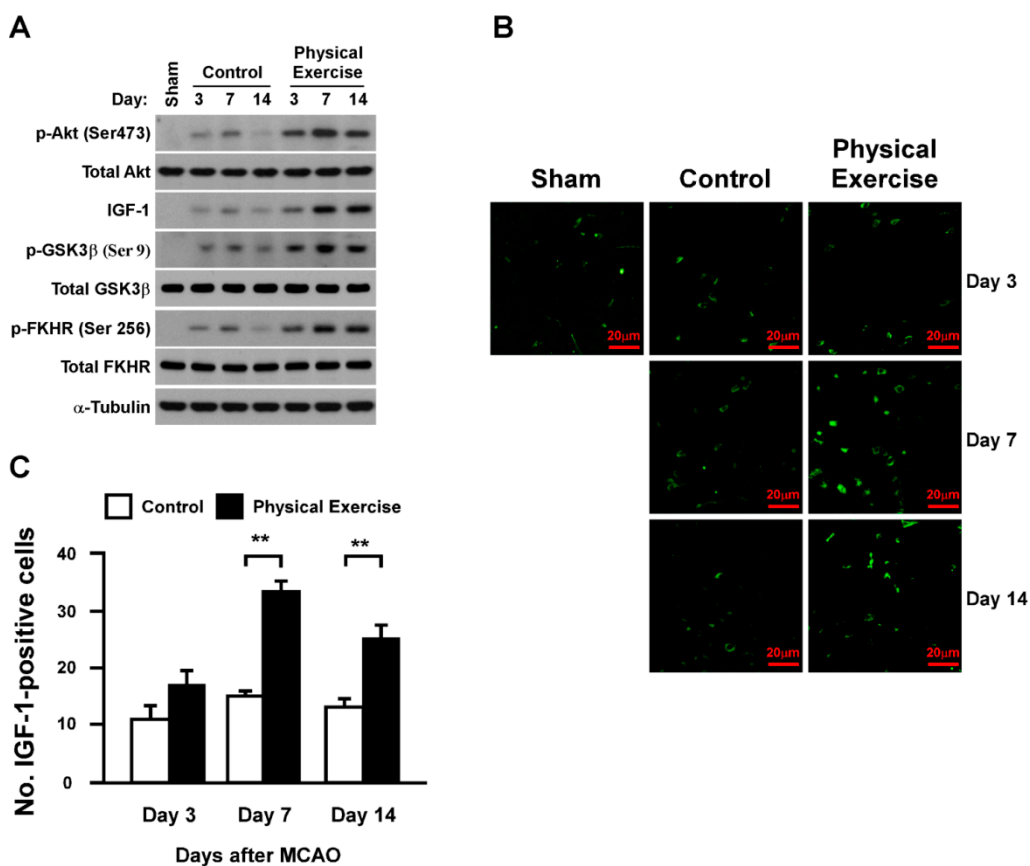 A
Sham
Control
Physical
Exercise
Day: 3 7 14 3 7 14
p-Akt (Ser473)
Total Akt
IGF-1
p-GSK3β (Ser 9)
Total GSK3β
p-FKHR (Ser 256)
Total FKHR
α-Tubulin
B
Sham
Control
Physical
Exercise
20µm
20µm
20µm
Day 3
20µm
20µm
Day 7
20µm
20µm
Day 14
C
Control
Physical Exercise
No. IGF-1-positive cells
40
30
20
10
0
**
**
Day 3
Day 7
Day 14
Days after MCAO